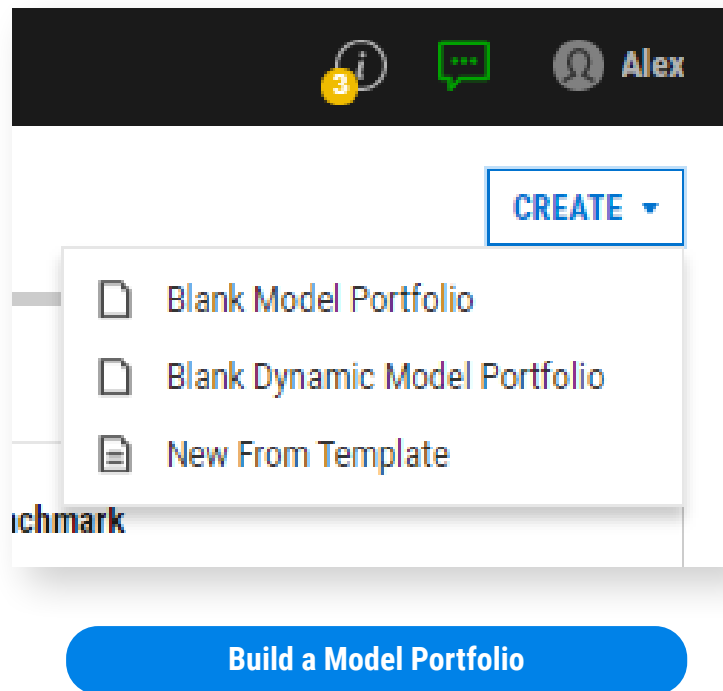 3 i Alex
CREATE
Blank Model Portfolio
Blank Dynamic Model Portfolio
New From Template
chmark
Build a Model Portfolio